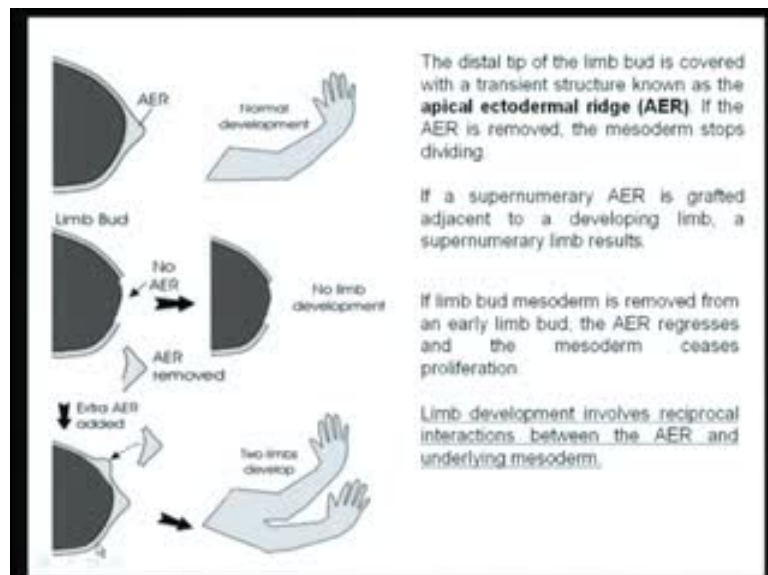 AER
Normal
development
Limb Bud
No
AER
No limb
development
AER
removed
Extra AER
added
Two limbs
develop
The distal tip of the limb bud is covered
with a transient structure known as the
apical ectodermal ridge (AER). If the
AER is removed, the mesoderm stops
dividing.
If a supernumerary AER is grafted
adjacent to a developing limb, a
supernumerary limb results.
If limb bud mesoderm is removed from
an early limb bud, the AER regresses
and the mesoderm ceases
proliferation.
Limb development involves reciprocal
interactions between the AER and
underlying mesoderm.